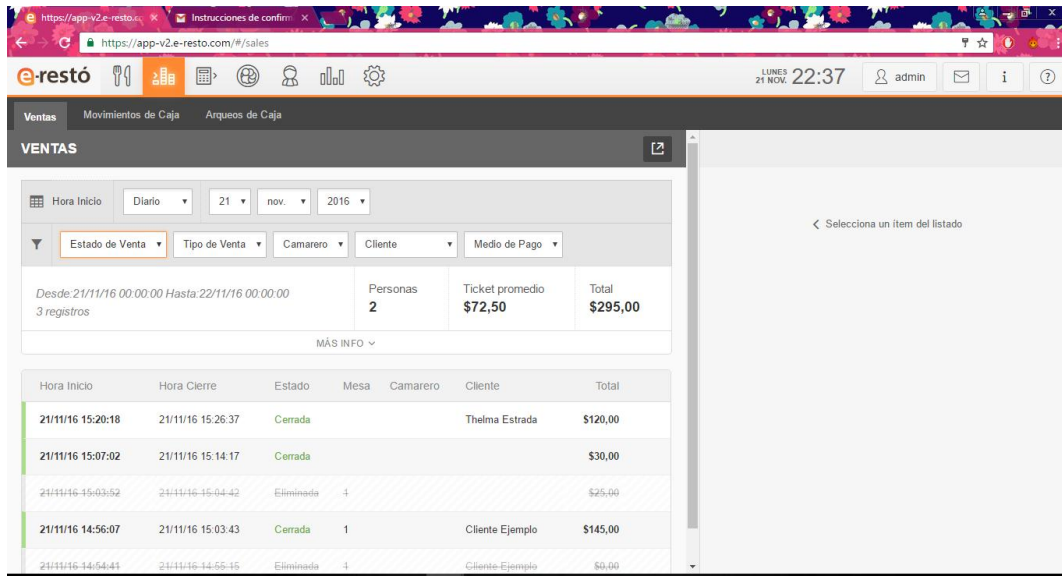 https://app-v2.e-resto.c Instrucciones de confirm
https://app-v2.e-resto.com/#/sales
e-restó LUNES 21 NOV. 22:37 admin i ?
Ventas Movimientos de Caja Arqueos de Caja
VENTAS
Hora Inicio Diario 21 nov. 2016
Selecciona un ítem del listado
Estado de Venta Tipo de Venta Camarero Cliente Medio de Pago
Desde:21/11/16 00:00:00 Hasta:22/11/16 00:00:00
3 registros
Personas
2
Ticket promedio
$72,50
Total
$295,00
MÁS INFO
Hora Inicio Hora Cierre Estado Mesa Camarero Cliente Total
21/11/16 15:20:18 21/11/16 15:26:37 Cerrada Thelma Estrada $120,00
21/11/16 15:07:02 21/11/16 15:14:17 Cerrada $30,00
21/11/16 15:03:52 21/11/16 15:04:42 Eliminada 1 $25,00
21/11/16 14:56:07 21/11/16 15:03:43 Cerrada 1 Cliente Ejemplo $145,00
21/11/16 14:54:41 21/11/16 14:55:15 Eliminada 1 Cliente Ejemplo $0,00